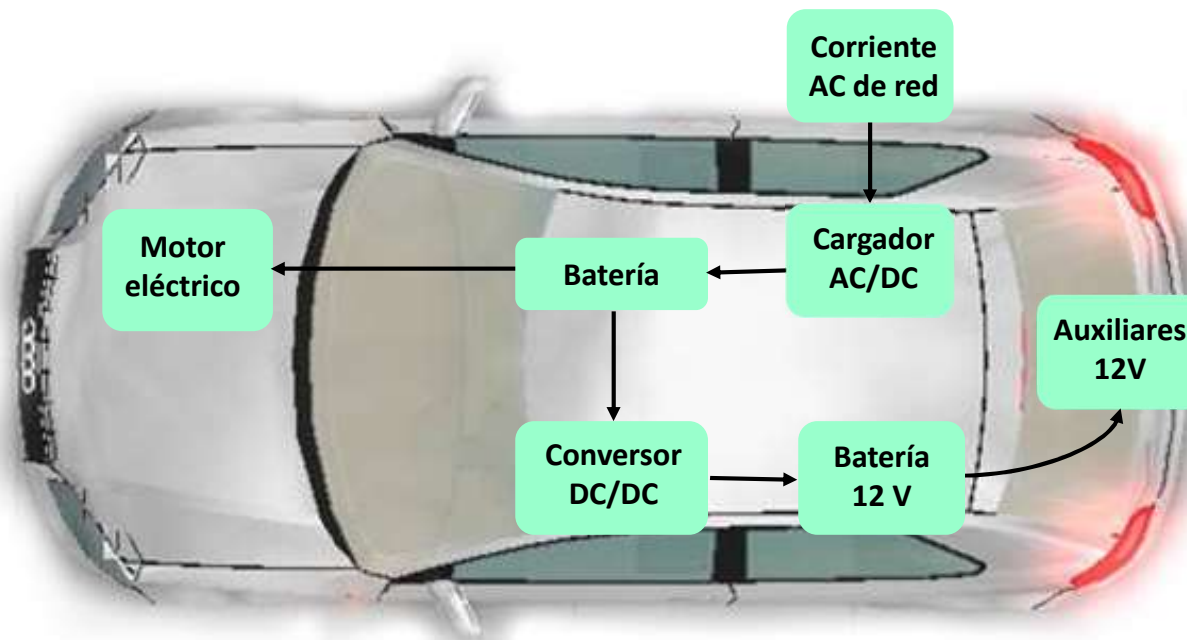 Corriente
AC de red
Motor
eléctrico
Batería
Cargador
AC/DC
Auxiliares
12V
Conversor
DC/DC
Batería
12 V